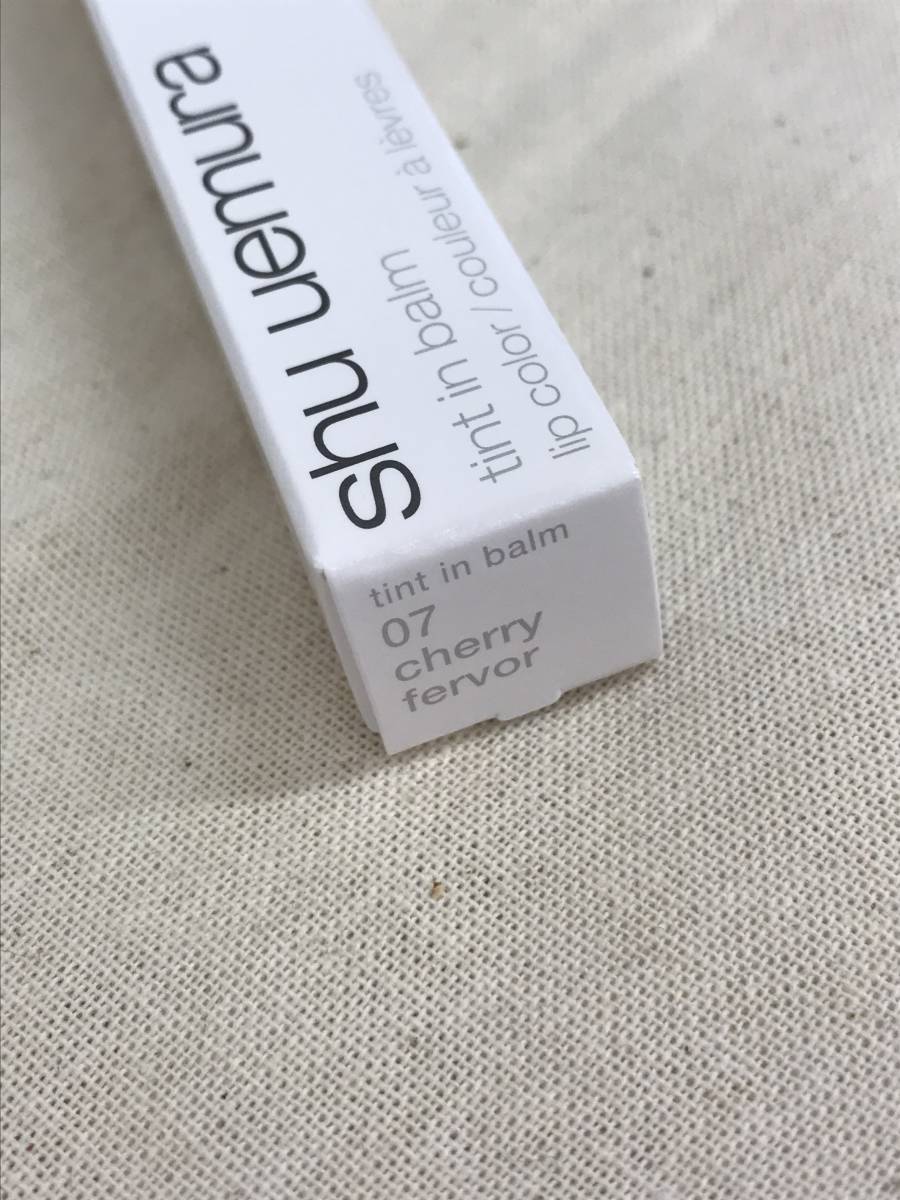 shu uemura
tint in balm
lip color / couleur à lèvres
tint in balm
07
cherry
fervor